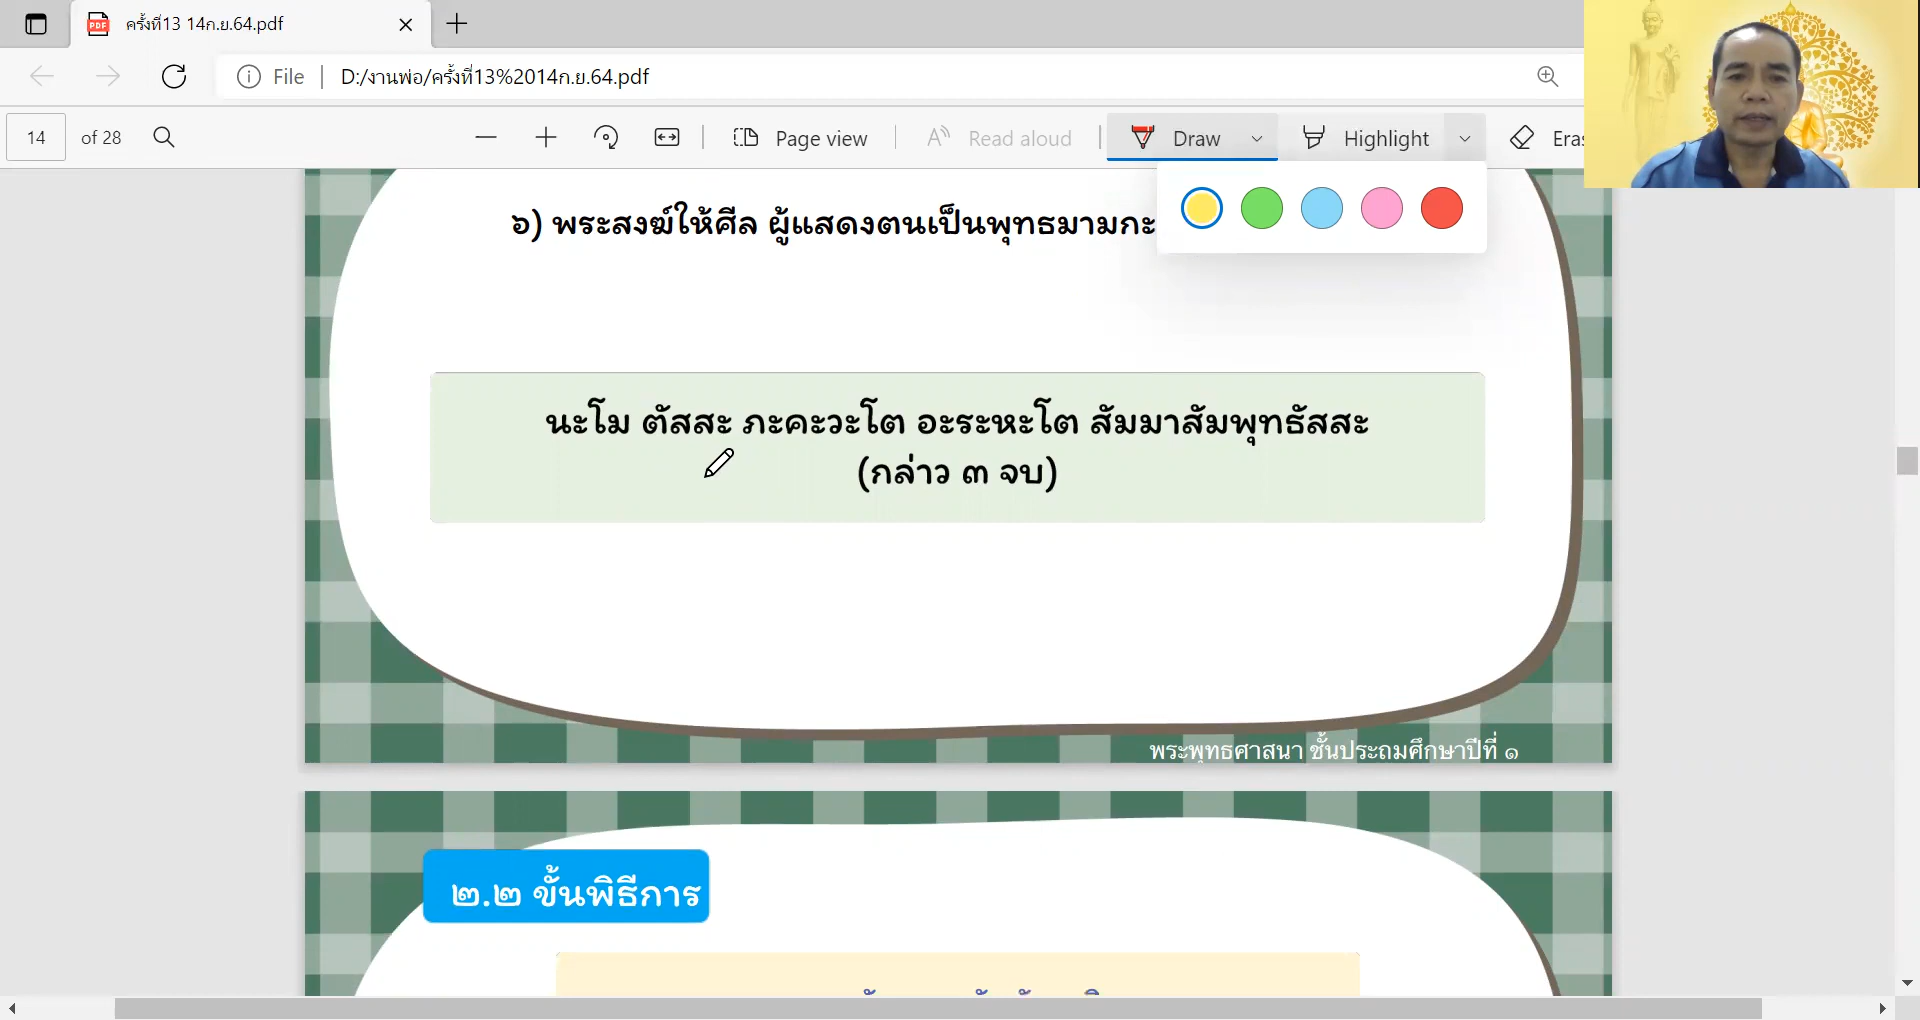 ครั้งที่13 14ก.ย.64.pdf
File D:/งานพ่อ/ครั้งที่13%2014ก.ย.64.pdf
14 of 28 Page view Read aloud Draw Highlight
๖) พระสงฆ์ให้ศีล ผู้แสดงตนเป็นพุทธมามกะ
นะโม ตัสสะ ภะคะวะโต อะระหะโต สัมมาสัมพุทธัสสะ
(กล่าว ๓ จบ)
พระพุทธศาสนา ชั้นประถมศึกษาปีที่ ๑
๒.๒ ขั้นพิธีการ